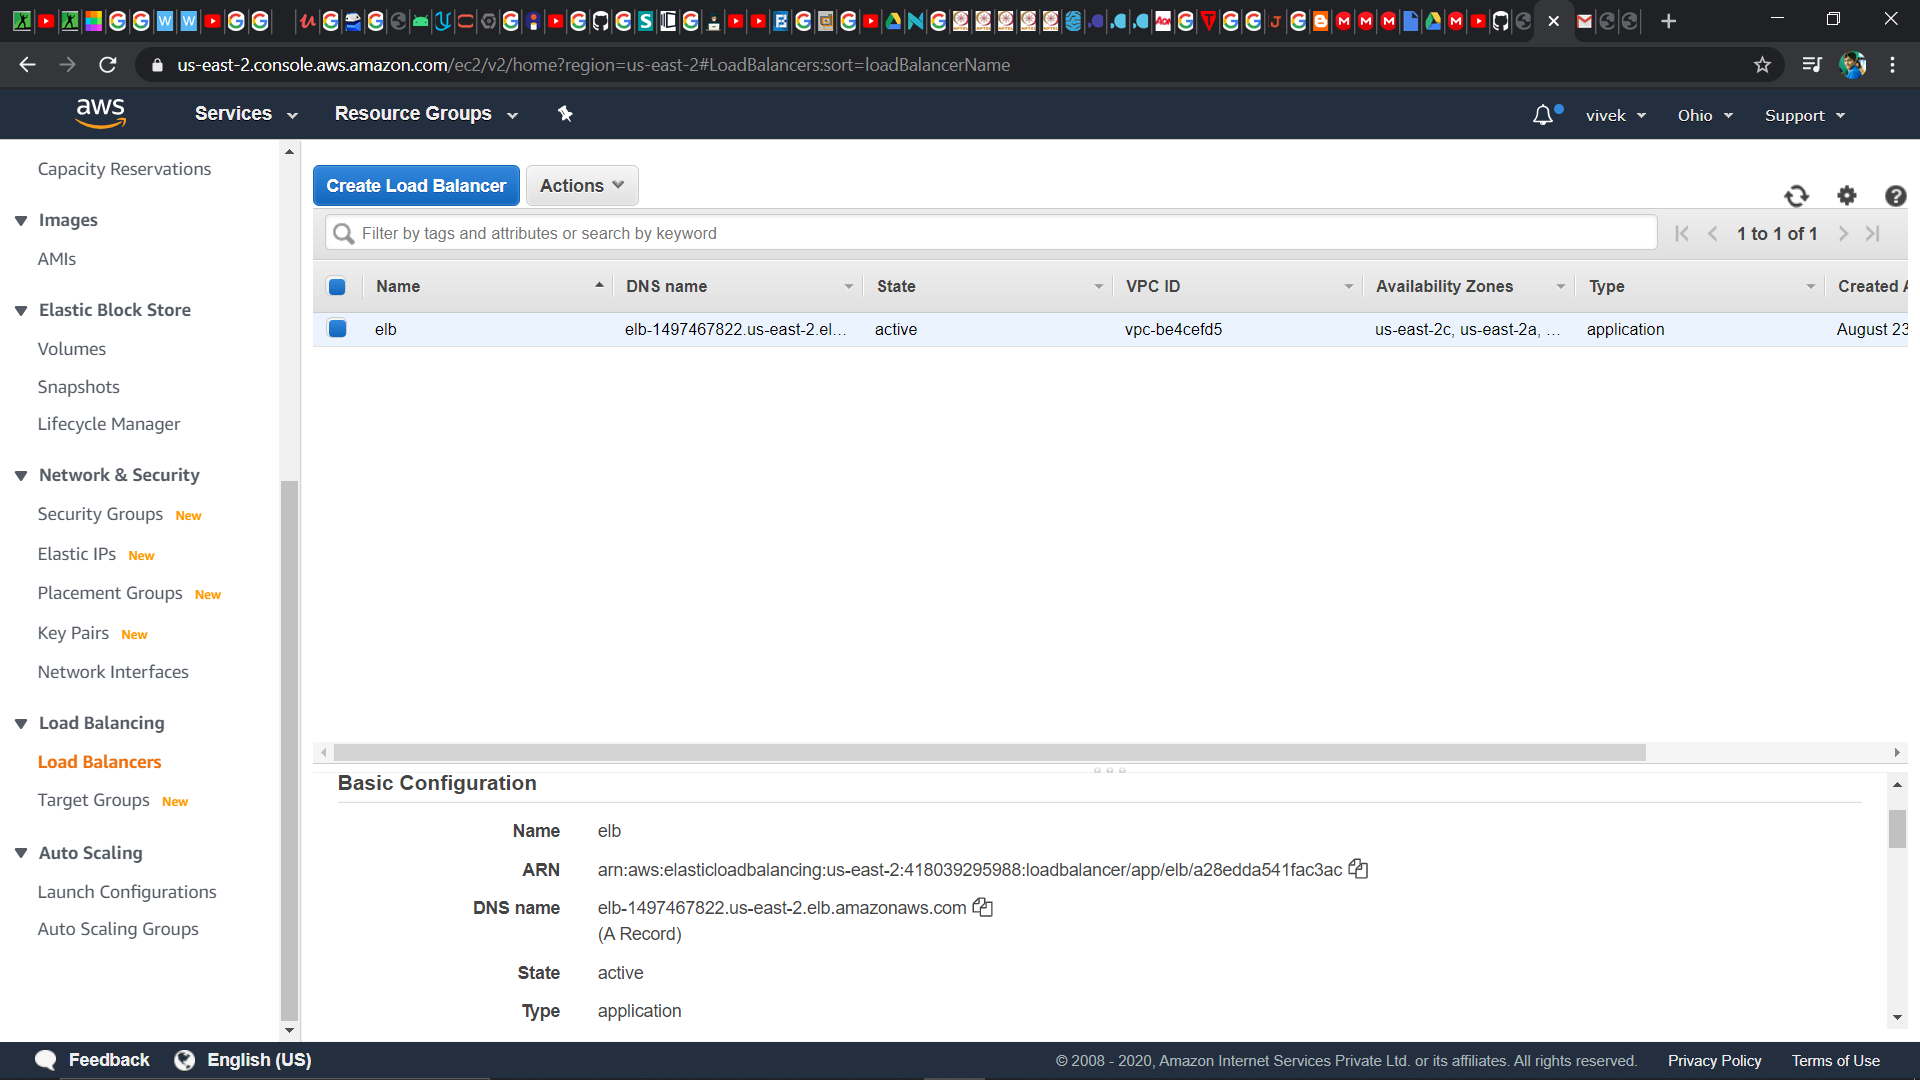 us-east-2.console.aws.amazon.com/ec2/v2/home?region=us-east-2#LoadBalancers:sort=loadBalancerName
aws
Services
Resource Groups
vivek
Ohio
Support
Capacity Reservations
Images
AMIs
Elastic Block Store
Volumes
Snapshots
Lifecycle Manager
Network & Security
Security Groups New
Elastic IPs New
Placement Groups New
Key Pairs New
Network Interfaces
Load Balancing
Load Balancers
Target Groups New
Auto Scaling
Launch Configurations
Auto Scaling Groups
Create Load Balancer
Actions
Filter by tags and attributes or search by keyword
1 to 1 of 1
Name DNS name State VPC ID Availability Zones Type Created A
elb elb-1497467822.us-east-2.el... active vpc-be4cefd5 us-east-2c, us-east-2a, ... application August 23
Basic Configuration
Name elb
ARN arn:aws:elasticloadbalancing:us-east-2:418039295988:loadbalancer/app/elb/a28edda541fac3ac
DNS name elb-1497467822.us-east-2.elb.amazonaws.com
(A Record)
State active
Type application
Feedback
English (US)
© 2008 - 2020, Amazon Internet Services Private Ltd. or its affiliates. All rights reserved.
Privacy Policy
Terms of Use